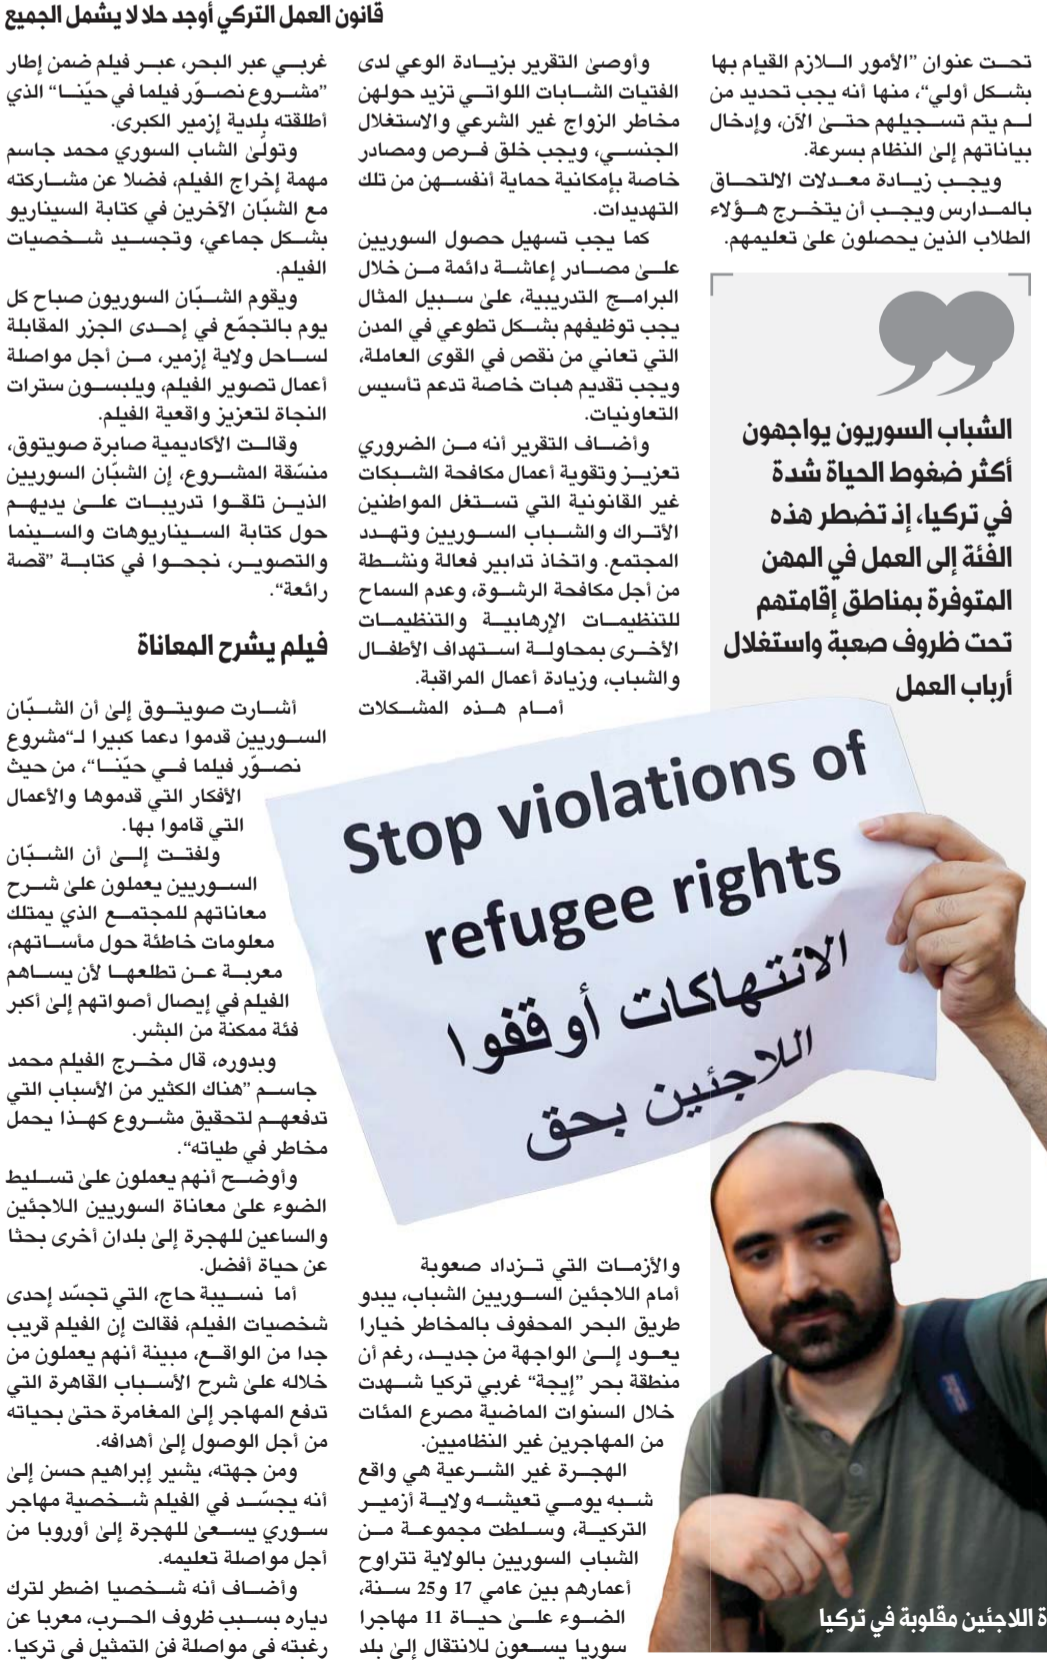 قانون العمل التركي أوجد حلا لا يشمل الجميع
تحت عنوان ”الأمور اللازم القيام بها
بشكل أولي“، منها أنه يجب تحديد من
لم يتم تسجيلهم حتى الآن، وإدخال
بياناتهم إلى النظام بسرعة.
ويجب زيادة معدلات الالتحاق
بالمدارس ويجب أن يتخرج هؤلاء
الطلاب الذين يحصلون على تعليمهم.
الشباب السوريون يواجهون
أكثر ضغوط الحياة شدة
في تركيا، إذ تضطر هذه
الفئة إلى العمل في المهن
المتوفرة بمناطق إقامتهم
تحت ظروف صعبة واستغلال
أرباب العمل
وأوصى التقرير بزيادة الوعي لدى
الفتيات الشابات اللواتي تزيد حولهن
مخاطر الزواج غير الشرعي والاستغلال
الجنسي، ويجب خلق فرص ومصادر
خاصة بإمكانية حماية أنفسهن من تلك
التهديدات.
كما يجب تسهيل حصول السوريين
على مصادر إعاشة دائمة من خلال
البرامج التدريبية، على سبيل المثال
يجب توظيفهم بشكل تطوعي في المدن
التي تعاني من نقص في القوى العاملة،
ويجب تقديم هبات خاصة تدعم تأسيس
التعاونيات.
وأضاف التقرير أنه من الضروري
تعزيز وتقوية أعمال مكافحة الشبكات
غير القانونية التي تستغل المواطنين
الأتراك والشباب السوريين وتهدد
المجتمع. واتخاذ تدابير فعالة ونشطة
من أجل مكافحة الرشوة، وعدم السماح
للتنظيمات الإرهابية والتنظيمات
الأخرى بمحاولة استهداف الأطفال
والشباب، وزيادة أعمال المراقبة.
أمام هذه المشكلات
Stop violations of
refugee rights
الانتهاكات أوقفوا
اللاجئين بحق
والأزمات التي تزداد صعوبة
أمام اللاجئين السوريين الشباب، يبدو
طريق البحر المحفوف بالمخاطر خيارا
يعود إلى الواجهة من جديد، رغم أن
منطقة بحر ”إيجة“ غربي تركيا شهدت
خلال السنوات الماضية مصرع المئات
من المهاجرين غير النظاميين.
الهجرة غير الشرعية هي واقع
شبه يومي تعيشه ولاية أزمير
التركية، وسلطت مجموعة من
الشباب السوريين بالولاية تتراوح
أعمارهم بين عامي 17 و25 سنة،
الضوء على حياة 11 مهاجرا
سوريا يسعون للانتقال إلى بلد
غربي عبر البحر، عبر فيلم ضمن إطار
”مشروع نصوّر فيلما في حيّنا“ الذي
أطلقته بلدية إزمير الكبرى.
وتولّى الشاب السوري محمد جاسم
مهمة إخراج الفيلم، فضلا عن مشاركته
مع الشبّان الآخرين في كتابة السيناريو
بشكل جماعي، وتجسيد شخصيات
الفيلم.
ويقوم الشبّان السوريون صباح كل
يوم بالتجمّع في إحدى الجزر المقابلة
لساحل ولاية إزمير، من أجل مواصلة
أعمال تصوير الفيلم، ويلبسون سترات
النجاة لتعزيز واقعية الفيلم.
وقالت الأكاديمية صابرة صويتوق،
منسّقة المشروع، إن الشبّان السوريين
الذين تلقوا تدريبات على يديهم
حول كتابة السيناريوهات والسينما
والتصوير، نجحوا في كتابة ”قصة
رائعة“.
فيلم يشرح المعاناة
أشارت صويتوق إلى أن الشبّان
السوريين قدموا دعما كبيرا لـ”مشروع
نصوّر فيلما في حيّنا“، من حيث
الأفكار التي قدموها والأعمال
التي قاموا بها.
ولفتت إلى أن الشبّان
السوريين يعملون على شرح
معاناتهم للمجتمع الذي يمتلك
معلومات خاطئة حول مأساتهم،
معربة عن تطلعها لأن يساهم
الفيلم في إيصال أصواتهم إلى أكبر
فئة ممكنة من البشر.
وبدوره، قال مخرج الفيلم محمد
جاسم ”هناك الكثير من الأسباب التي
تدفعهم لتحقيق مشروع كهذا يحمل
مخاطر في طياته“.
وأوضح أنهم يعملون على تسليط
الضوء على معاناة السوريين اللاجئين
والساعين للهجرة إلى بلدان أخرى بحثا
عن حياة أفضل.
أما نسيبة حاج، التي تجسّد إحدى
شخصيات الفيلم، فقالت إن الفيلم قريب
جدا من الواقع، مبينة أنهم يعملون من
خلاله على شرح الأسباب القاهرة التي
تدفع المهاجر إلى المغامرة حتى بحياته
من أجل الوصول إلى أهدافه.
ومن جهته، يشير إبراهيم حسن إلى
أنه يجسّد في الفيلم شخصية مهاجر
سوري يسعى للهجرة إلى أوروبا من
أجل مواصلة تعليمه.
وأضاف أنه شخصيا اضطر لترك
دياره بسبب ظروف الحرب، معربا عن
رغبته في مواصلة فن التمثيل في تركيا.
ة اللاجئين مقلوبة في تركيا